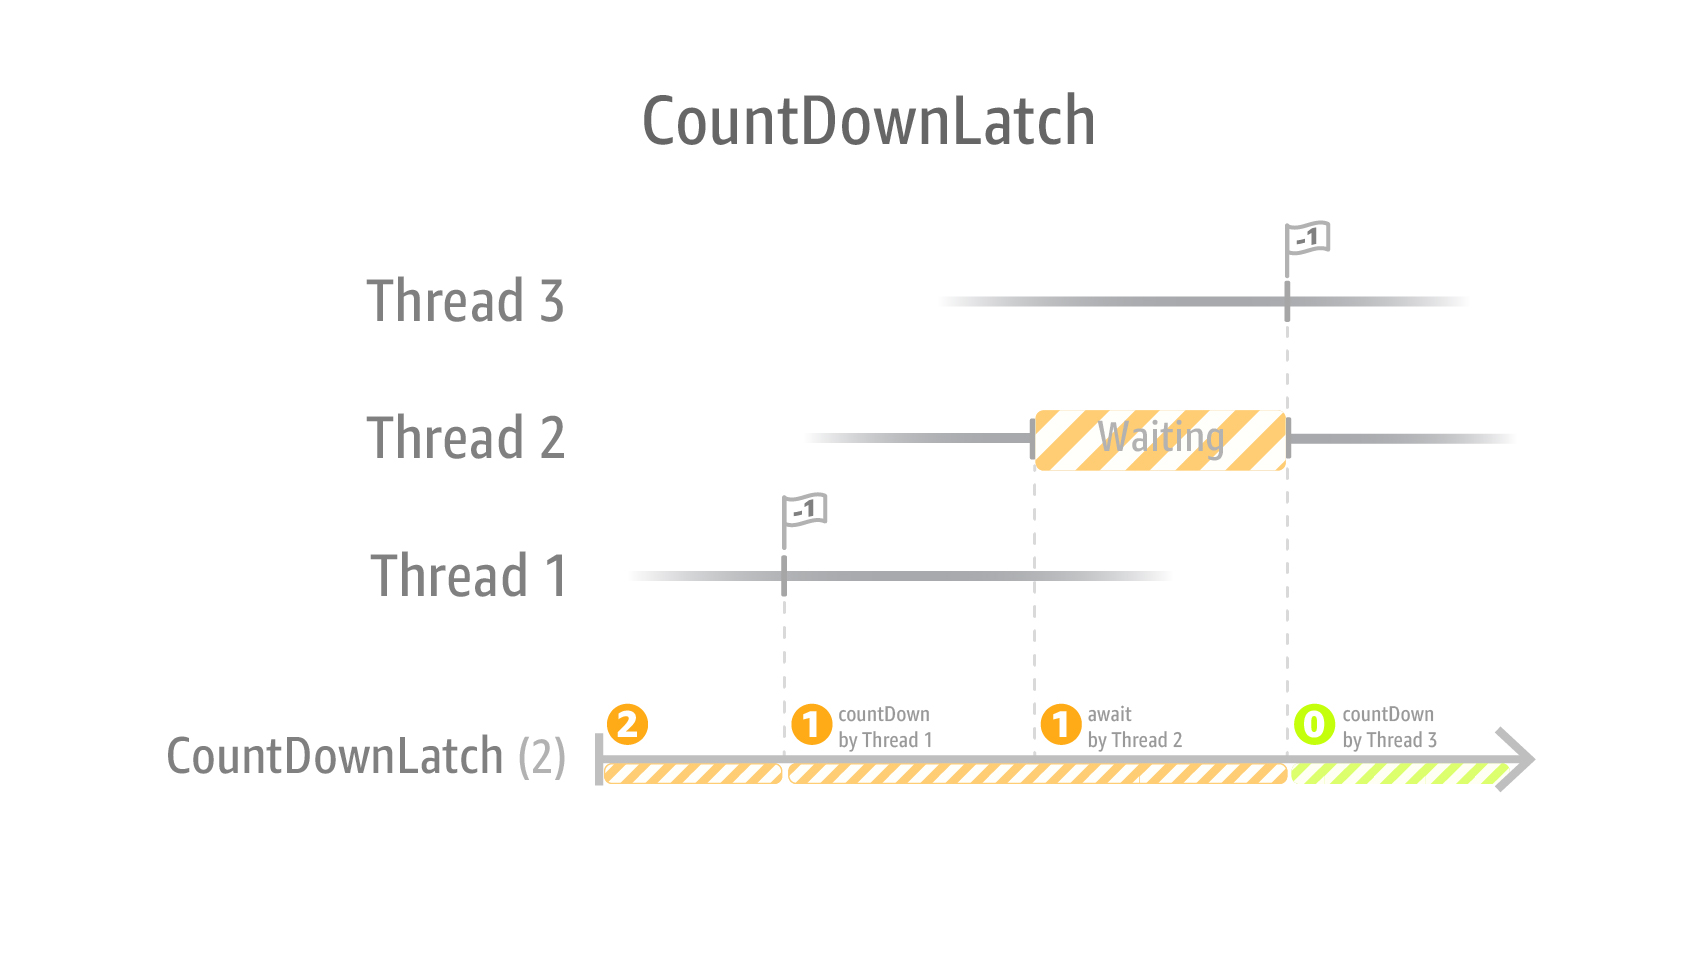 CountDownLatch
-1
Thread 3
Thread 2
Waiting
-1
Thread 1
2
1
countDown
by Thread 1
1
await
by Thread 2
0
countDown
by Thread 3
CountDownLatch (2)